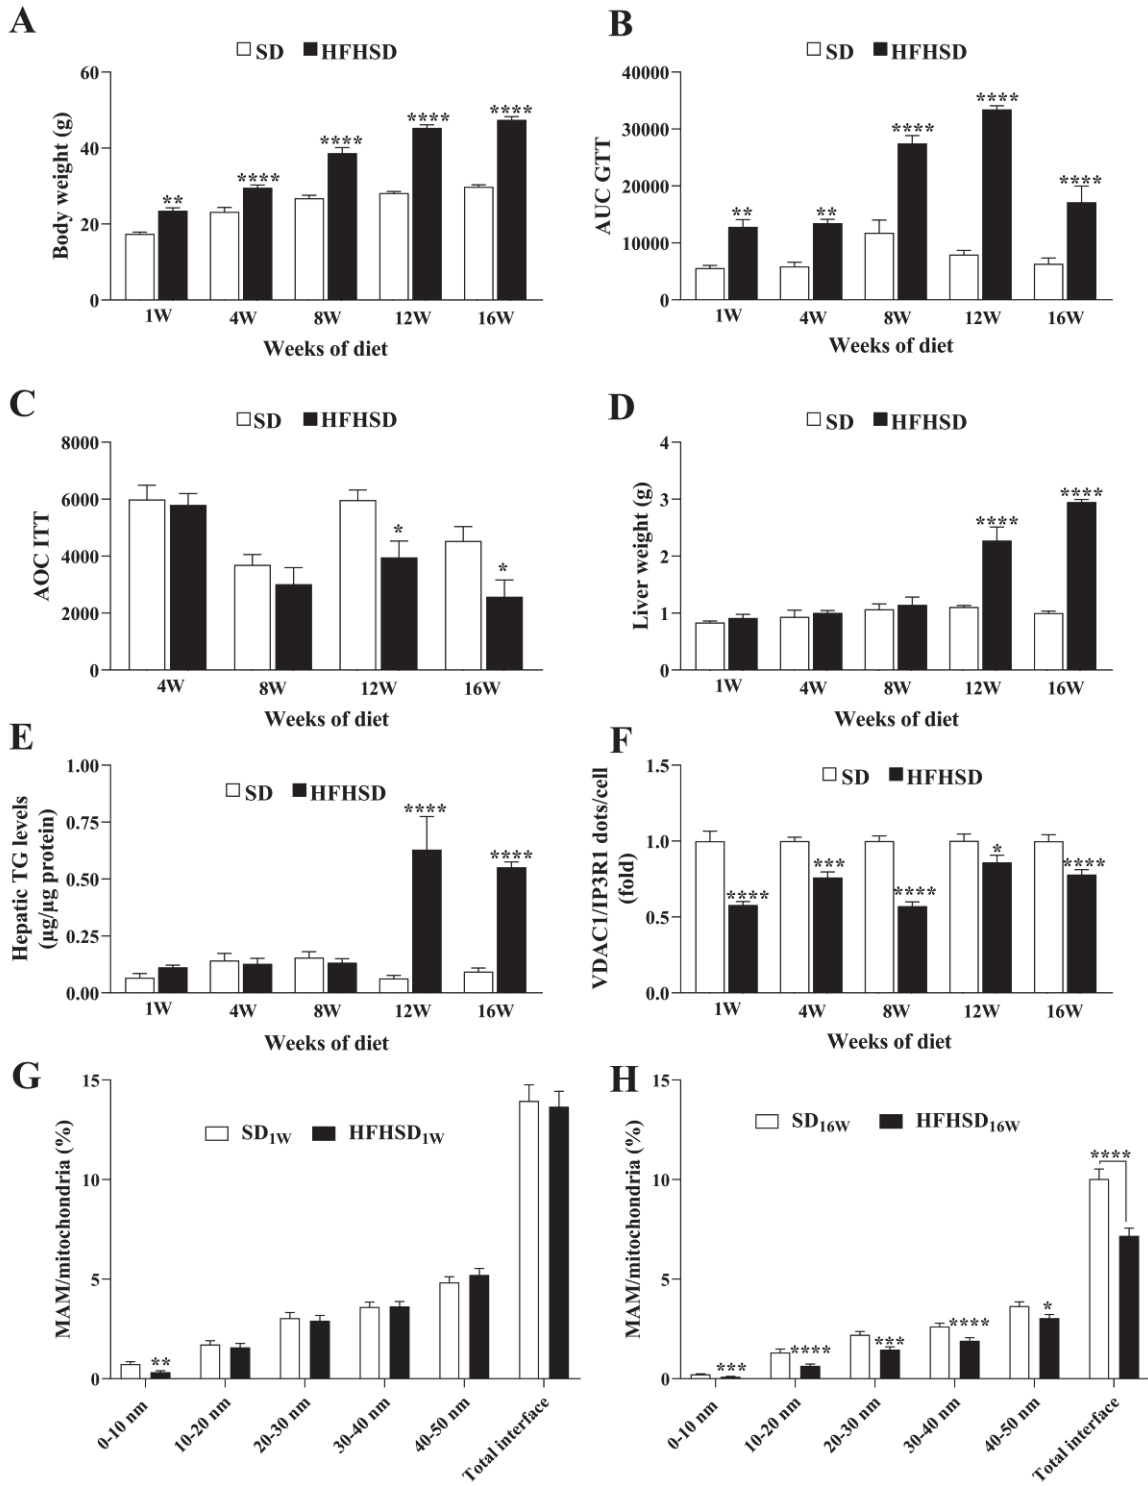 A
SD HFHSD
Body weight (g)
60
40
20
0
** **** **** **** ****
1W 4W 8W 12W 16W
Weeks of diet
B
SD HFHSD
AUC GTT
40000
30000
20000
10000
0
** ** **** **** ****
1W 4W 8W 12W 16W
Weeks of diet
C
SD HFHSD
AOC ITT
8000
6000
4000
2000
0
* *
4W 8W 12W 16W
Weeks of diet
D
SD HFHSD
Liver weight (g)
4
3
2
1
0
**** ****
1W 4W 8W 12W 16W
Weeks of diet
E
SD HFHSD
Hepatic TG levels
(µg/µg protein)
1.00
0.75
0.50
0.25
0.00
**** ****
1W 4W 8W 12W 16W
Weeks of diet
F
SD HFHSD
VDAC1/IP3R1 dots/cell
(fold)
1.5
1.0
0.5
0.0
**** *** **** * ****
1W 4W 8W 12W 16W
Weeks of diet
G
SD1W HFHSD1W
MAM/mitochondria (%)
15
10
5
0
**
0-10 nm 10-20 nm 20-30 nm 30-40 nm 40-50 nm Total interface
H
SD16W HFHSD16W
MAM/mitochondria (%)
15
10
5
0
*** **** *** **** * ****
0-10 nm 10-20 nm 20-30 nm 30-40 nm 40-50 nm Total interface